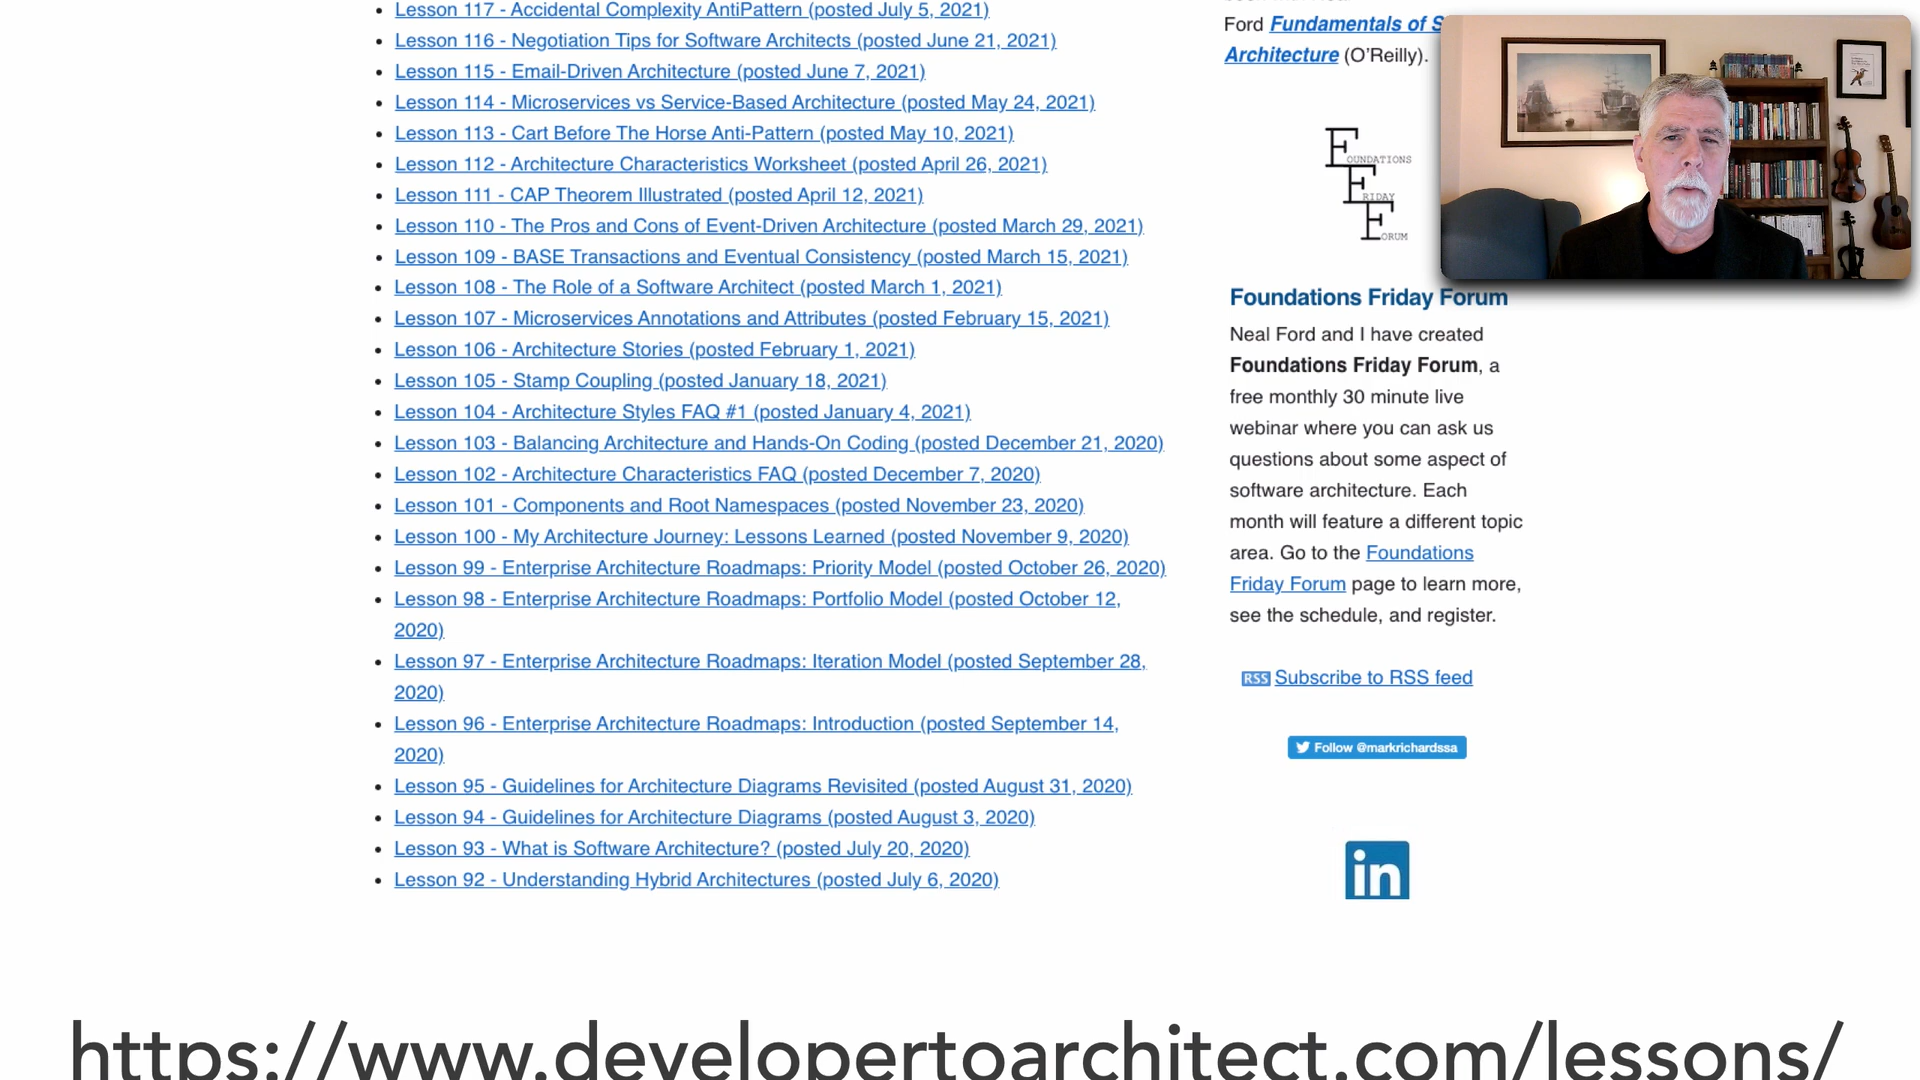 Lesson 117 - Accidental Complexity AntiPattern (posted July 5, 2021)
Lesson 116 - Negotiation Tips for Software Architects (posted June 21, 2021)
Lesson 115 - Email-Driven Architecture (posted June 7, 2021)
Lesson 114 - Microservices vs Service-Based Architecture (posted May 24, 2021)
Lesson 113 - Cart Before The Horse Anti-Pattern (posted May 10, 2021)
Lesson 112 - Architecture Characteristics Worksheet (posted April 26, 2021)
Lesson 111 - CAP Theorem Illustrated (posted April 12, 2021)
Lesson 110 - The Pros and Cons of Event-Driven Architecture (posted March 29, 2021)
Lesson 109 - BASE Transactions and Eventual Consistency (posted March 15, 2021)
Lesson 108 - The Role of a Software Architect (posted March 1, 2021)
Lesson 107 - Microservices Annotations and Attributes (posted February 15, 2021)
Lesson 106 - Architecture Stories (posted February 1, 2021)
Lesson 105 - Stamp Coupling (posted January 18, 2021)
Lesson 104 - Architecture Styles FAQ #1 (posted January 4, 2021)
Lesson 103 - Balancing Architecture and Hands-On Coding (posted December 21, 2020)
Lesson 102 - Architecture Characteristics FAQ (posted December 7, 2020)
Lesson 101 - Components and Root Namespaces (posted November 23, 2020)
Lesson 100 - My Architecture Journey: Lessons Learned (posted November 9, 2020)
Lesson 99 - Enterprise Architecture Roadmaps: Priority Model (posted October 26, 2020)
Lesson 98 - Enterprise Architecture Roadmaps: Portfolio Model (posted October 12,
2020)
Lesson 97 - Enterprise Architecture Roadmaps: Iteration Model (posted September 28,
2020)
Lesson 96 - Enterprise Architecture Roadmaps: Introduction (posted September 14,
2020)
Lesson 95 - Guidelines for Architecture Diagrams Revisited (posted August 31, 2020)
Lesson 94 - Guidelines for Architecture Diagrams (posted August 3, 2020)
Lesson 93 - What is Software Architecture? (posted July 20, 2020)
Lesson 92 - Understanding Hybrid Architectures (posted July 6, 2020)
Ford Fundamentals of S
Architecture (O'Reilly).
FOUNDATIONS
FRIDAY
FORUM
Foundations Friday Forum
Neal Ford and I have created
Foundations Friday Forum, a
free monthly 30 minute live
webinar where you can ask us
questions about some aspect of
software architecture. Each
month will feature a different topic
area. Go to the Foundations
Friday Forum page to learn more,
see the schedule, and register.
RSS Subscribe to RSS feed
Follow @markrichardssa
in
https://www.developertoarchitect.com/lessons/